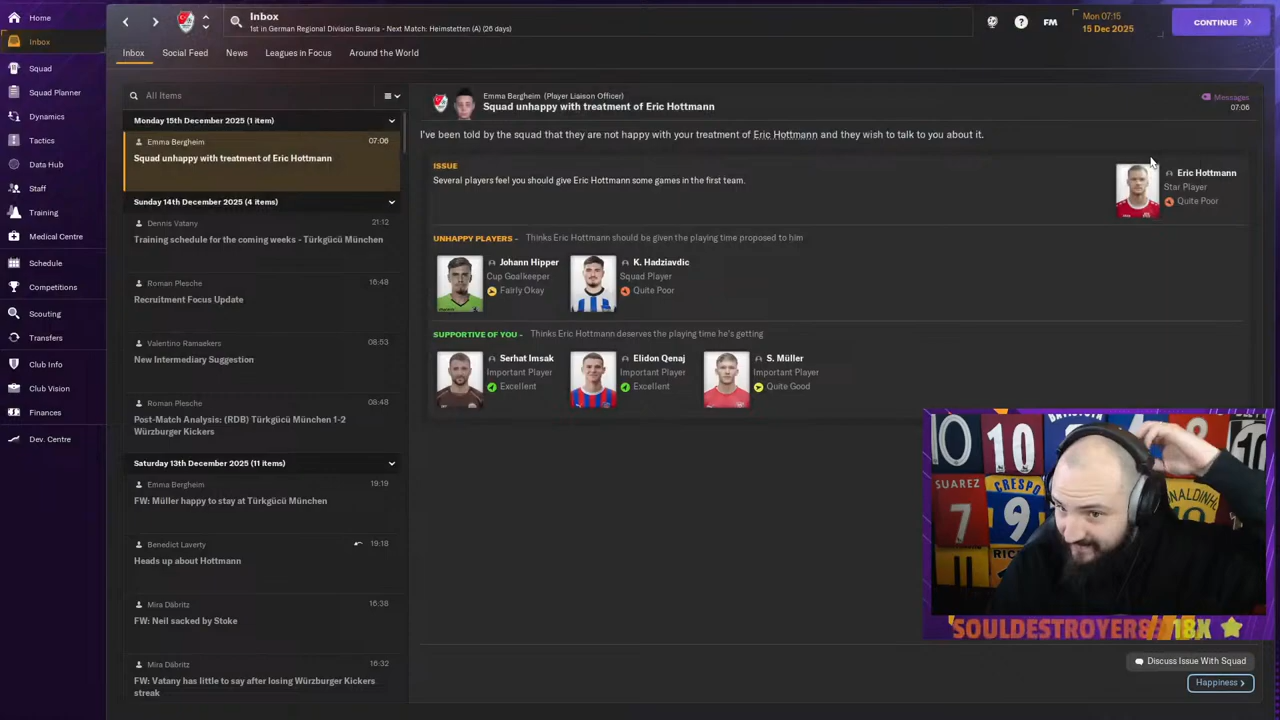 Home
Inbox
Squad
Squad Planner
Dynamics
Tactics
Data Hub
Staff
Training
Medical Centre
Schedule
Competitions
Scouting
Transfers
Club Info
Club Vision
Finances
Dev. Centre
Inbox
1st in German Regional Division Bavaria - Next Match: Heimstetten (A) (26 days)
FM
Mon 07:15
15 Dec 2025
CONTINUE
Inbox
Social Feed
News
Leagues in Focus
Around the World
All Items
Monday 15th December 2025 (1 item)
Emma Bergheim
07:06
Squad unhappy with treatment of Eric Hottmann
Sunday 14th December 2025 (4 items)
Dennis Vatany
21:12
Training schedule for the coming weeks - Türkgücü München
Roman Plesche
16:48
Recruitment Focus Update
Valentino Ramaekers
08:53
New Intermediary Suggestion
Roman Plesche
08:48
Post-Match Analysis: (RDB) Türkgücü München 1-2
Würzburger Kickers
Saturday 13th December 2025 (11 items)
Emma Bergheim
19:19
FW: Müller happy to stay at Türkgücü München
Benedict Laverty
19:18
Heads up about Hottmann
Mira Däbritz
16:38
FW: Neil sacked by Stoke
Mira Däbritz
16:32
FW: Vatany has little to say after losing Würzburger Kickers
streak
Emma Bergheim (Player Liaison Officer)
Squad unhappy with treatment of Eric Hottmann
Messages
07:06
I've been told by the squad that they are not happy with your treatment of Eric Hottmann and they wish to talk to you about it.
ISSUE
Several players feel you should give Eric Hottmann some games in the first team.
Eric Hottmann
Star Player
Quite Poor
UNHAPPY PLAYERS - Thinks Eric Hottmann should be given the playing time proposed to him
Johann Hipper
Cup Goalkeeper
Fairly Okay
K. Hadziavdic
Squad Player
Quite Poor
SUPPORTIVE OF YOU - Thinks Eric Hottmann deserves the playing time he's getting
Serhat Imsak
Important Player
Excellent
Elidon Qenaj
Important Player
Excellent
S. Müller
Important Player
Quite Good
10
10
SUAREZ
7
CRESPO
9
Discuss Issue With Squad
Happiness